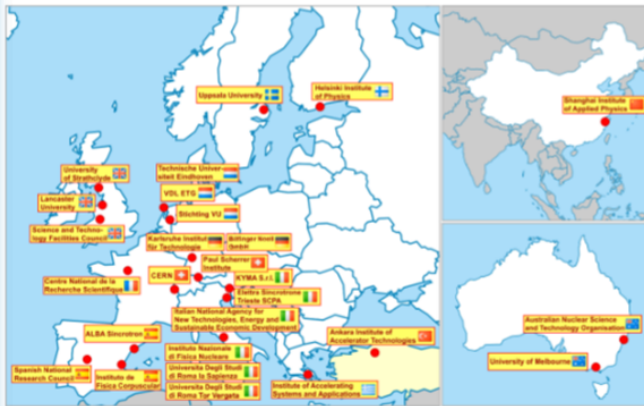 Uppsala University
Helsinki Institute
of Physics
Shanghai Institute
of Applied Physics
University
of Strathclyde
Technische Univer-
siteit Eindhoven
VDL ETG
Lancaster
University
Stichting VU
Science and Techno-
logy Facilities Council
Karlsruhe Institut
für Technologie
GmbH
Paul Scherrer
Institute
CERN
KYMA S.r.l.
Centre National de la
Recherche Scientifique
Elettra Sincrotrone
Trieste SCPA
Italian National Agency for
New Technologies, Energy and
Sustainable Economic Development
ALBA Sincrotron
Ankara Institute of
Accelerator Technologies
Australian Nuclear Science
and Technology Organisation
Spanish National
Research Council
Instituto de
Fisica Corpuscular
Instituto Nazionale
di Fisica Nucleare
Universita Degli Studi
di Roma la Sapienza
Universita Degli Studi
di Roma Tor Vergata
Institute of Accelerating
Systems and Applications
University of Melbourne